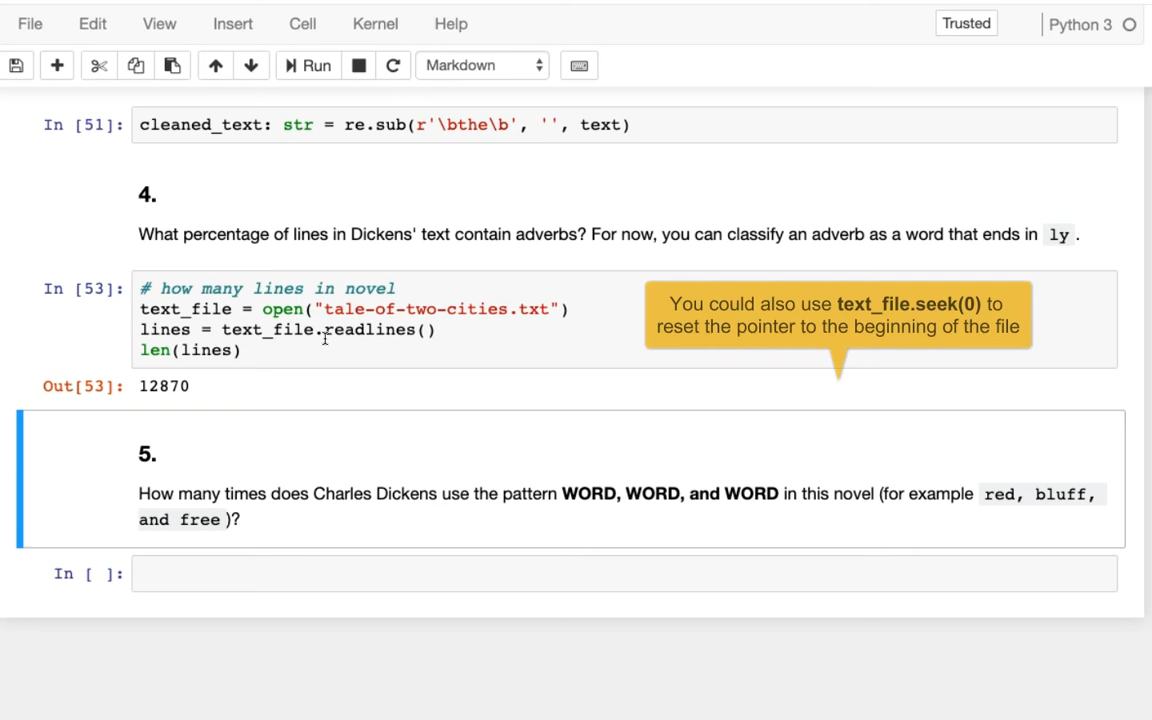 File Edit View Insert Cell Kernel Help Trusted Python 3
Run Markdown
In [51]: cleaned_text: str = re.sub(r'\bthe\b', '', text)
4.
What percentage of lines in Dickens' text contain adverbs? For now, you can classify an adverb as a word that ends in ly .
In [53]: # how many lines in novel
text_file = open("tale-of-two-cities.txt")
lines = text_file.readlines()
len(lines)
You could also use text_file.seek(0) to
reset the pointer to the beginning of the file
Out[53]: 12870
5.
How many times does Charles Dickens use the pattern WORD, WORD, and WORD in this novel (for example red, bluff,
and free )?
In [ ]: